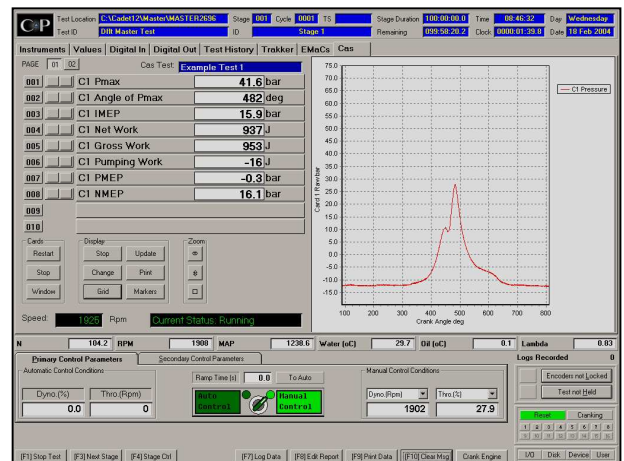 CP Test Location C:\Cadet12\Master\MASTER2696 Stage 001 Cycle 0001 TS Stage Duration 100:00:00.0 Time 08:46:32 Day Wednesday
Test ID Dflt Master Test ID Stage 1 Remaining 099:58:20.2 Clock 0000:01:39.8 Date 18 Feb 2004
Instruments Values Digital In Digital Out Test History Trakker EMaCs Cas
PAGE 01 02 Cas Test: Example Test 1
001 C1 Pmax 41.6 bar
002 C1 Angle of Pmax 482 deg
003 C1 IMEP 15.9 bar
004 C1 Net Work 937 J
005 C1 Gross Work 953 J
006 C1 Pumping Work -16 J
007 C1 PMEP -0.3 bar
008 C1 NMEP 16.1 bar
009
010
Cards Display Zoom
Restart Stop Update
Stop Change Print
Window Grid Markers
Speed: 1925 Rpm Current Status: Running
75.0
70.0
65.0
60.0
55.0
50.0
45.0
40.0
35.0
30.0
25.0
20.0
15.0
10.0
5.0
0.0
-5.0
-10.0
-15.0
Card 1 Raw bar
C1 Pressure
100 200 300 400 500 600 700 800
Crank Angle deg
N 104.2 RPM 1908 MAP 1238.6 Water (oC) 29.7 Oil (oC) 0.1 Lambda 0.83
Primary Control Parameters Secondary Control Parameters
Automatic Control Conditions
Dyno.(%) Thro.(%)
0.0 0
Ramp Time (s) 0.0 To Auto
Auto Control Manual Control
Manual Control Conditions
Dyno.(Rpm) Thro.(%)
1902 27.9
Logs Recorded 0
Encoders not Locked
Test not Held
Reset Cranking
1 2 3 4 5 6 7 8
9 10 11 12 13 14 15 16
[F1] Stop Test [F3] Next Stage [F4] Stage Ctrl [F7] Log Data [F8] Edit Report [F9] Print Data [F10] Clear Msg Crank Engine I/O Disk Device User